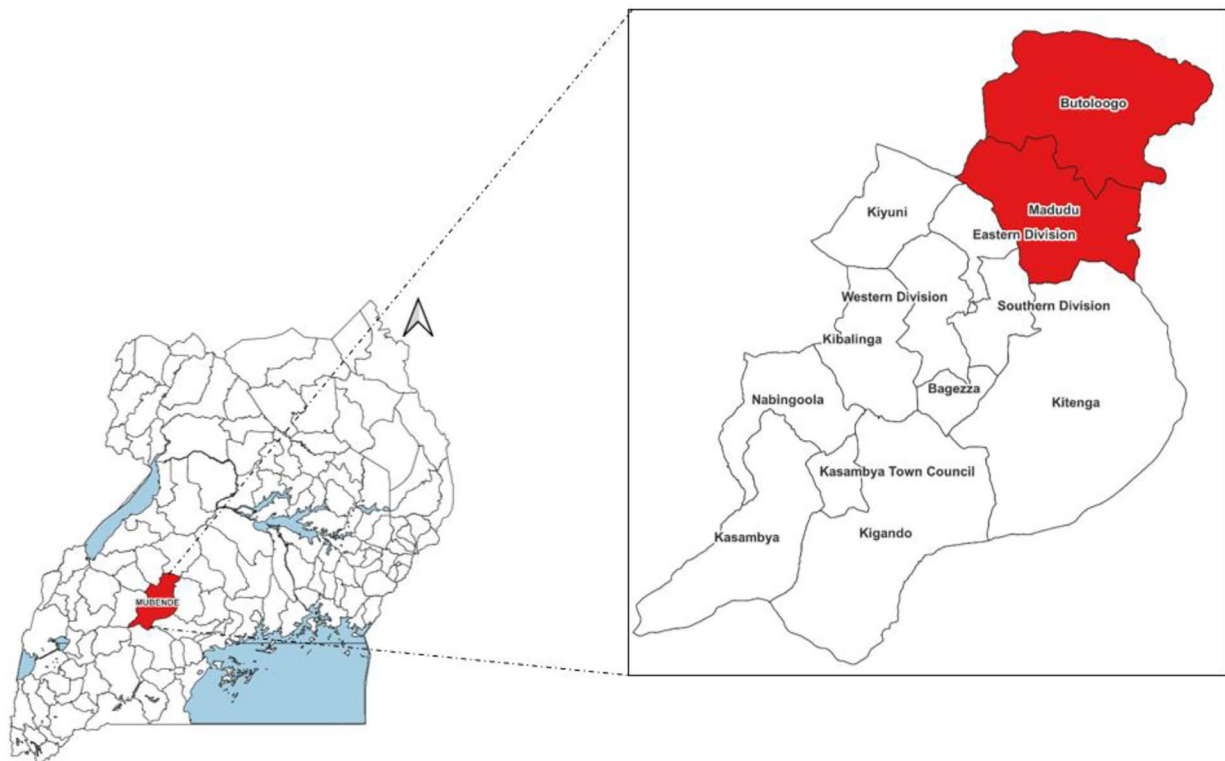 Butoloogo
Madudu
Kiyuni
Eastern Division
Western Division
Southern Division
Kibalinga
Bagezza
Nabingoola
Kitenga
Kasambya Town Council
Kasambya
Kigando
MUBENDE